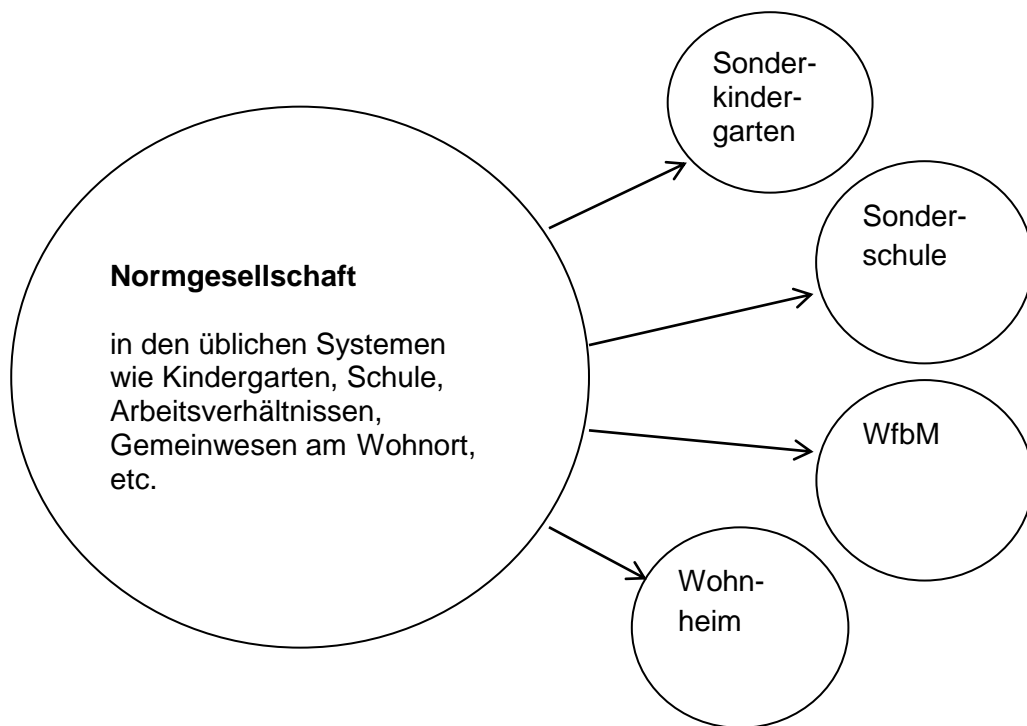 Sonder-
kinder-
garten
Sonder-
schule
Normgesellschaft
in den üblichen Systemen
wie Kindergarten, Schule,
Arbeitsverhältnissen,
Gemeinwesen am Wohnort,
etc.
WfbM
Wohn-
heim